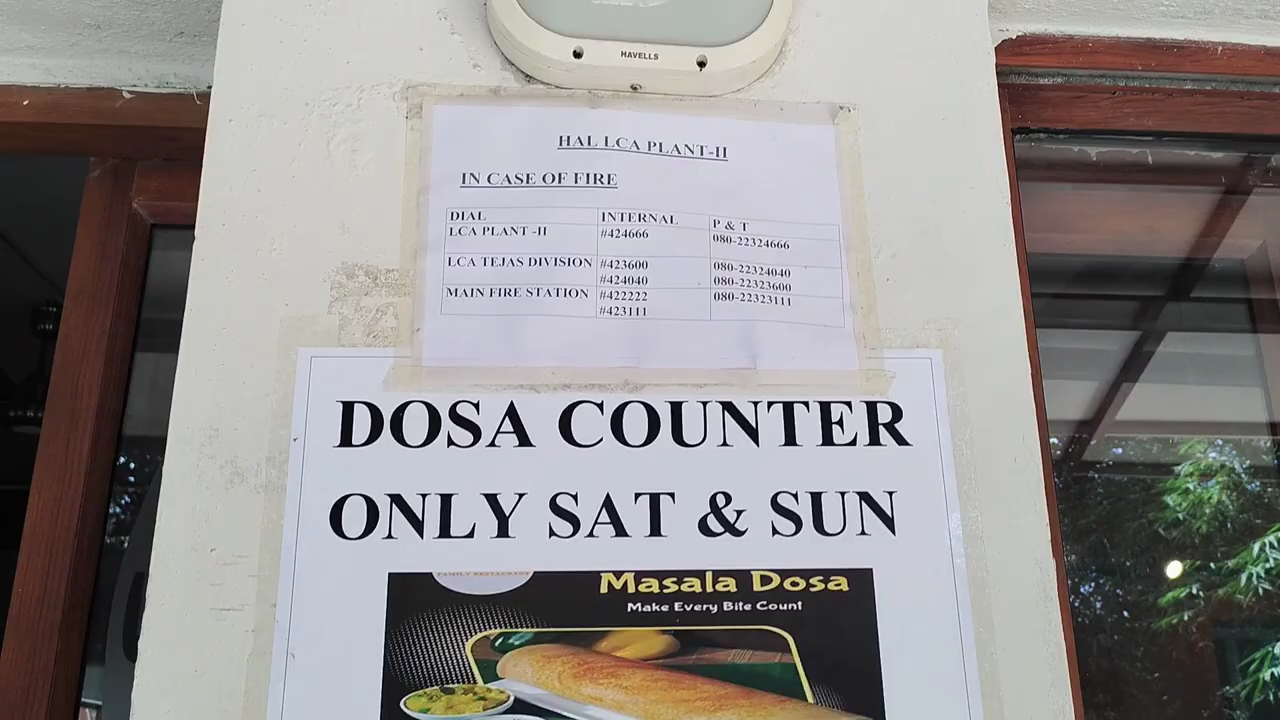 HAVELLS
HAL LCA PLANT-II
IN CASE OF FIRE
DIAL INTERNAL P & T
LCA PLANT -II #424666 080-22324666
LCA TEJAS DIVISION #423600 080-22324040
#424040 080-22323600
MAIN FIRE STATION #422222 080-22323111
#423111
DOSA COUNTER
ONLY SAT & SUN
FAMILY RESTAURANT
Masala Dosa
Make Every Bite Count